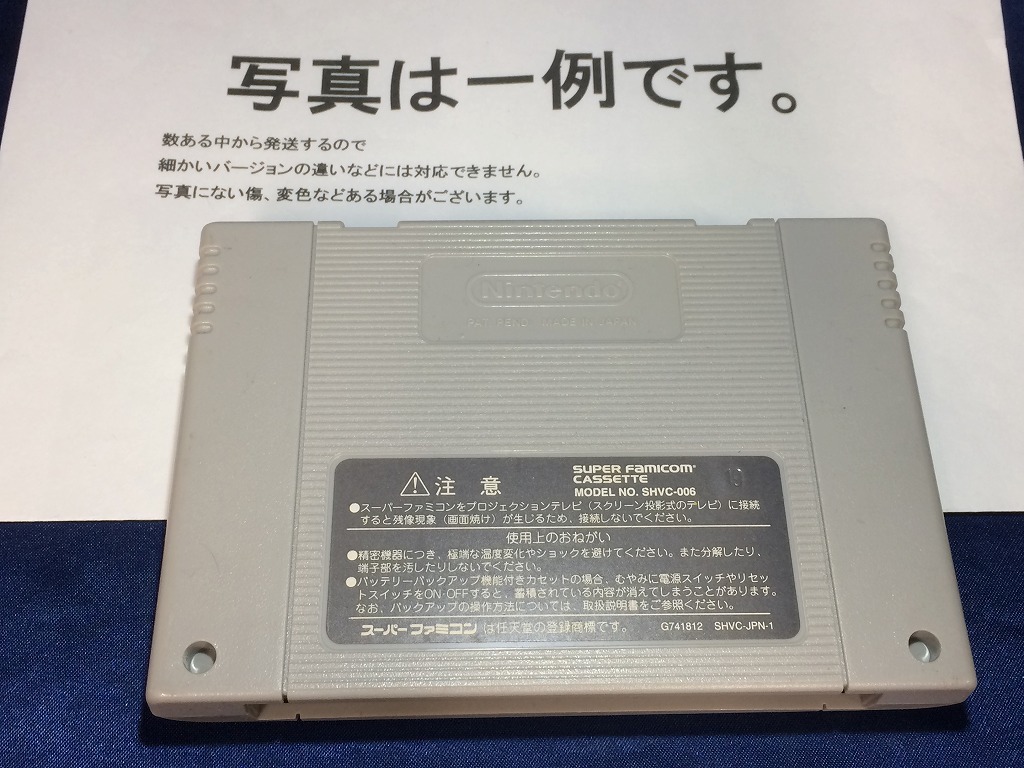 写真は一例です。
数ある中から発送するので
細かいバージョンの違いなどには対応できません。
写真にない傷、変色などある場合がございます。
Nintendo
PAT. PEND. MADE IN JAPAN
注意
SUPER FAMICOM
CASSETTE
MODEL NO. SHVC-006
●スーパーファミコンをプロジェクションテレビ(スクリーン投影式のテレビ)に接続
すると残像現象(画面焼け)が生じるため、接続しないでください。
使用上のおねがい
●精密機器につき、極端な温度変化やショックを避けてください。また分解したり、
端子部を汚したりしないでください。
●バッテリーバックアップ機能付きカセットの場合、むやみに電源スイッチやリセッ
トスイッチをON・OFFすると、蓄積されている内容が消えてしまうことがあります。
なお、バックアップの操作方法については、取扱説明書をご参照ください。
スーパーファミコンは任天堂の登録商標です。 G741812 SHVC-JPN-1